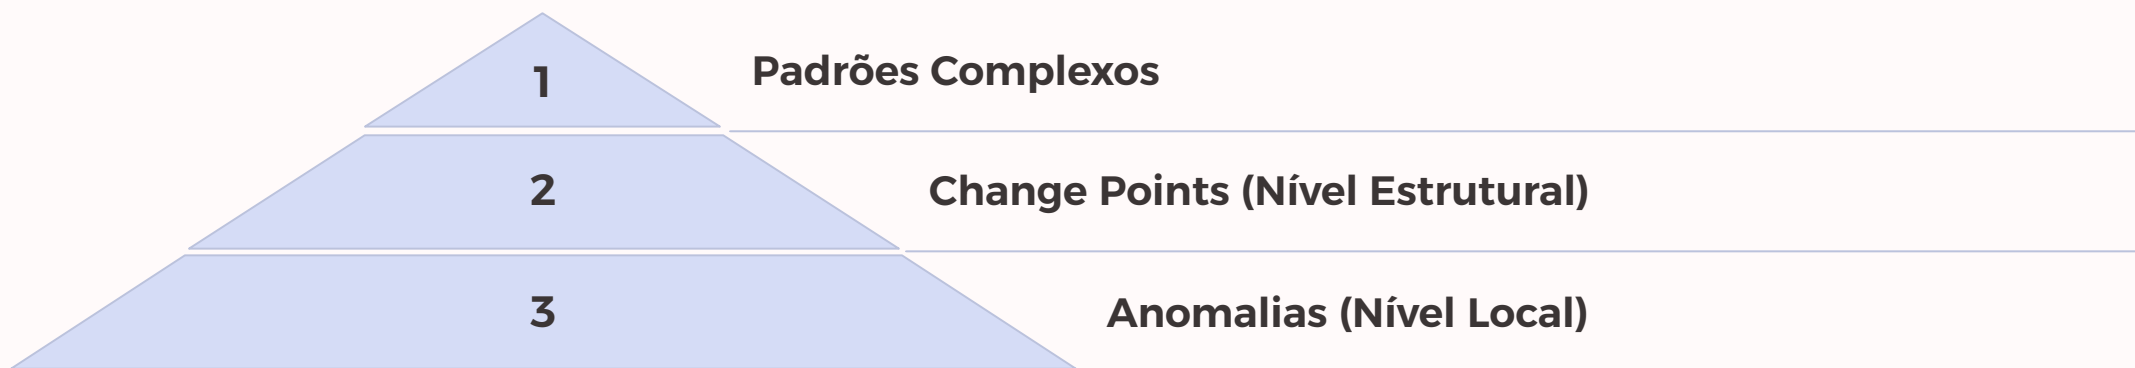 1
Padrões Complexos
2
Change Points (Nível Estrutural)
3
Anomalias (Nível Local)